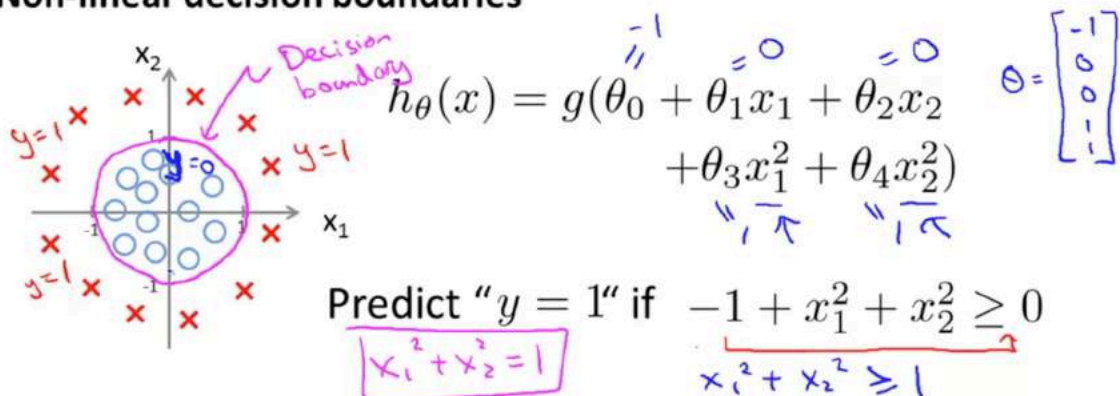 Non-linear decision boundaries
x₂
Decision
boundary
-1
=
= 0
= 0
h_θ(x) = g(θ₀ + θ₁x₁ + θ₂x₂
+θ₃x₁² + θ₄x₂²)
= 1 ↑
= 1 ↑
θ = [-1
0
0
1
1]
y=1
1
y=0
y=1
-1
1
x₁
y=1
-1
Predict “y = 1“ if −1 + x₁² + x₂² ≥ 0
x₁² + x₂² = 1
x₁² + x₂² ≥ 1